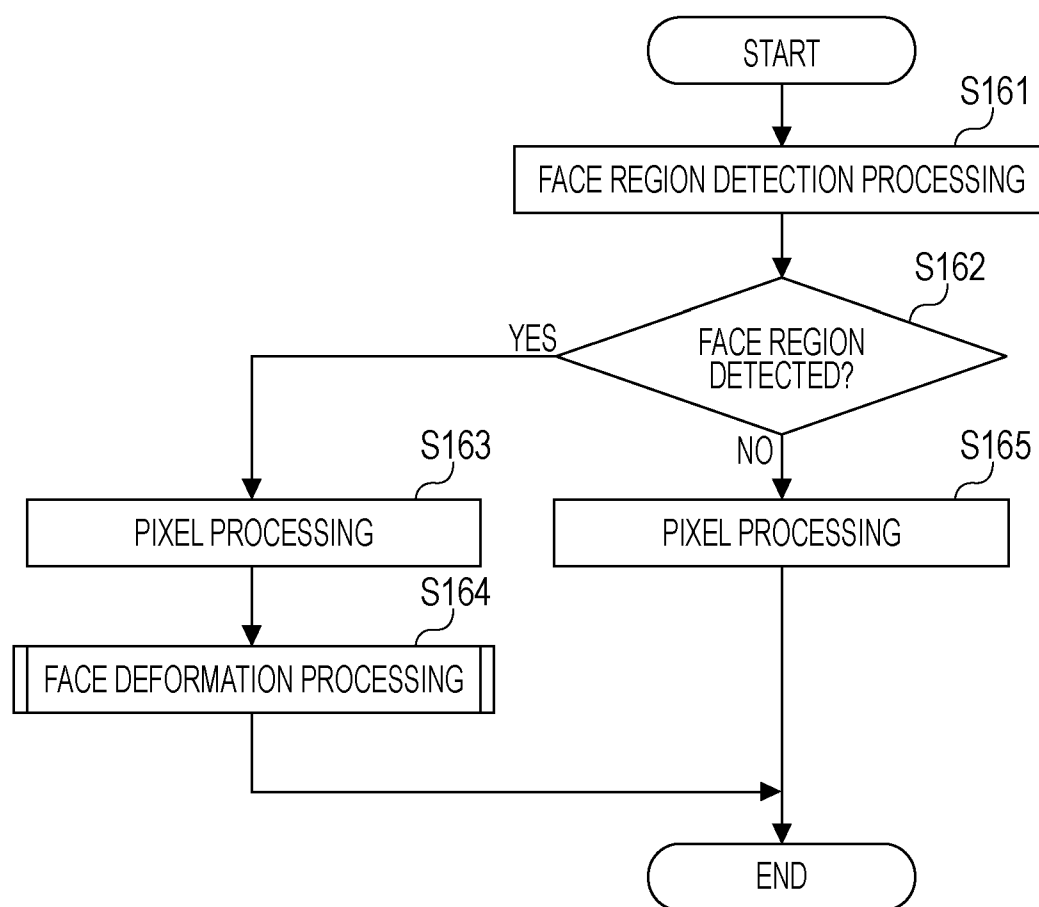 START
S161
FACE REGION DETECTION PROCESSING
S162
YES
FACE REGION
DETECTED?
NO
S163
PIXEL PROCESSING
S165
PIXEL PROCESSING
S164
FACE DEFORMATION PROCESSING
END